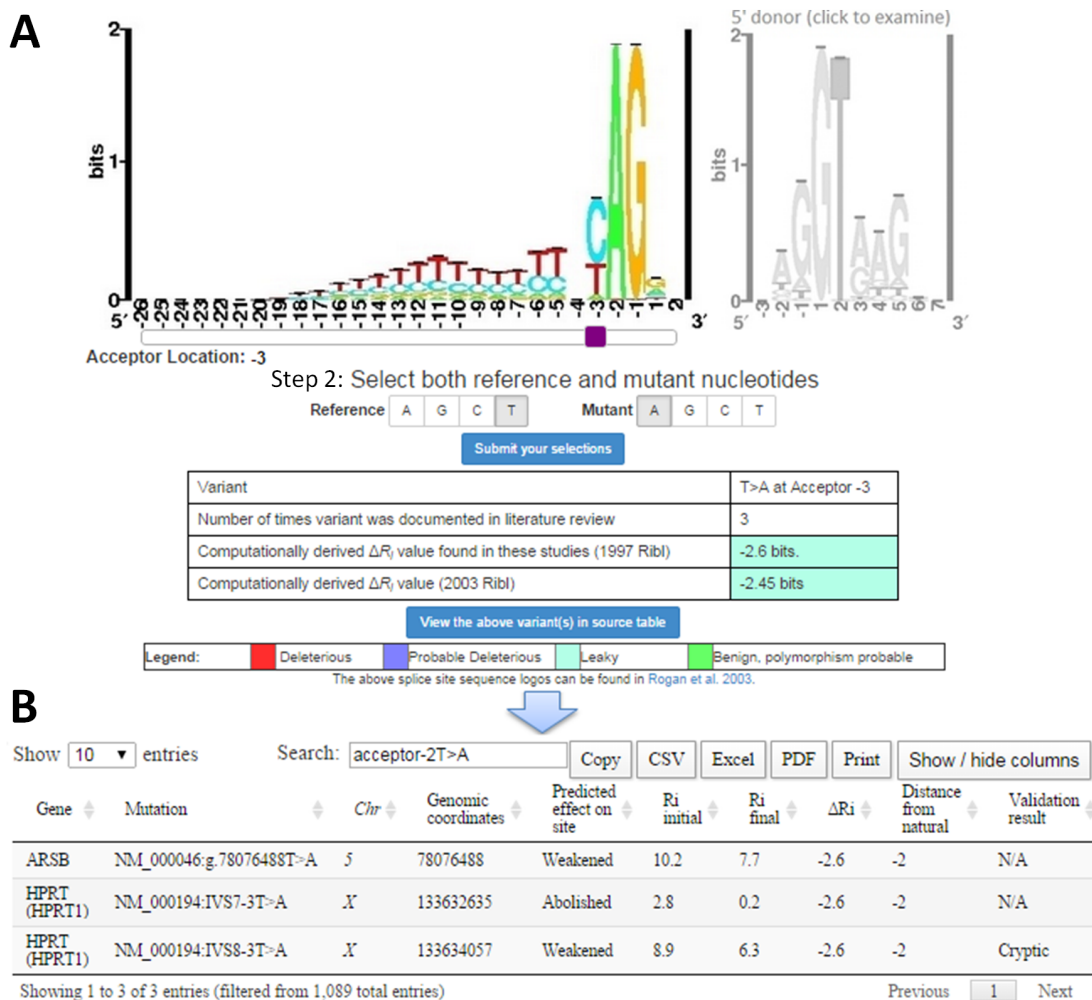 A
5' donor (click to examine)
2
1
0
bits
5′
-26 -25 -24 -23 -22 -21 -20 -19 -18 -17 -16 -15 -14 -13 -12 -11 -10 -9 -8 -7 -6 -5 -4 -3 -2 -1 1 2
3′
2
1
0
bits
5′
-3 -2 -1 1 2 3 4 5 6 7
3′
Acceptor Location: -3
Step 2: Select both reference and mutant nucleotides
Reference A G C T Mutant A G C T
Submit your selections
Variant T>A at Acceptor -3
Number of times variant was documented in literature review 3
Computationally derived ΔRi value found in these studies (1997 Ribl) -2.6 bits.
Computationally derived ΔRi value (2003 Ribl) -2.45 bits
View the above variant(s) in source table
Legend: Deleterious Probable Deleterious Leaky Benign, polymorphism probable
The above splice site sequence logos can be found in Rogan et al. 2003.
B
Show 10 entries Search: acceptor-2T>A Copy CSV Excel PDF Print Show / hide columns
Gene Mutation Chr Genomic coordinates Predicted effect on site Ri initial Ri final ΔRi Distance from natural Validation result
ARSB NM_000046:g.78076488T>A 5 78076488 Weakened 10.2 7.7 -2.6 -2 N/A
HPRT (HPRT1) NM_000194:IVS7-3T>A X 133632635 Abolished 2.8 0.2 -2.6 -2 N/A
HPRT (HPRT1) NM_000194:IVS8-3T>A X 133634057 Weakened 8.9 6.3 -2.6 -2 Cryptic
Showing 1 to 3 of 3 entries (filtered from 1,089 total entries) Previous 1 Next